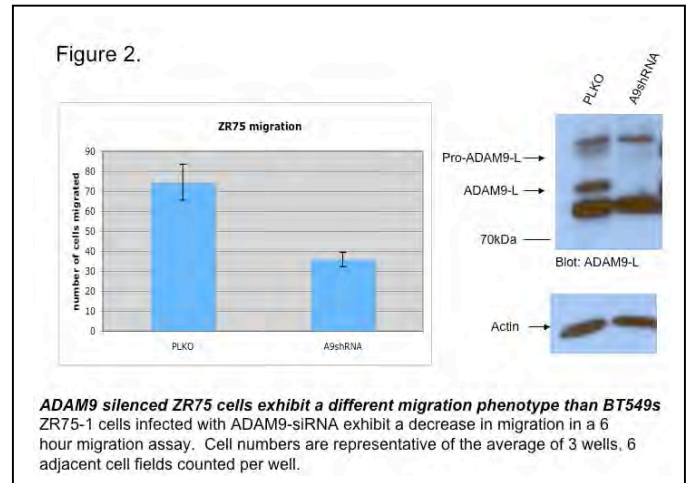 Figure 2.
ZR75 migration
number of cells migrated
90
80
70
60
50
40
30
20
10
0
PLKO
A9shRNA
PLKO
A9shRNA
Pro-ADAM9-L
ADAM9-L
70kDa
Blot: ADAM9-L
Actin
ADAM9 silenced ZR75 cells exhibit a different migration phenotype than BT549s
ZR75-1 cells infected with ADAM9-siRNA exhibit a decrease in migration in a 6
hour migration assay. Cell numbers are representative of the average of 3 wells, 6
adjacent cell fields counted per well.